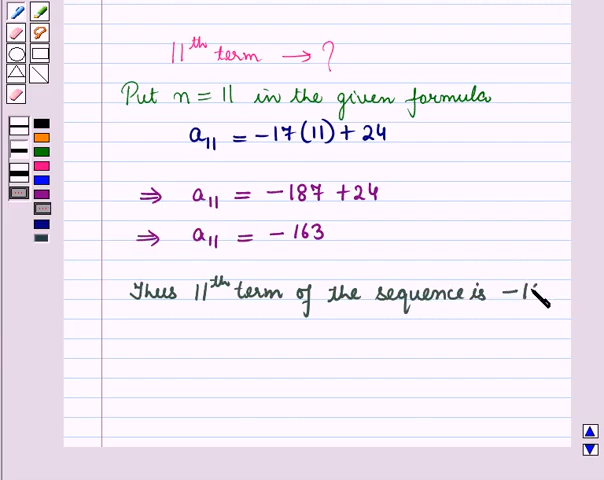 11th term → ?
Put n = 11 in the given formula
a₁₁ = -17(11) + 24
⇒ a₁₁ = -187 + 24
⇒ a₁₁ = -163
Thus 11th term of the sequence is